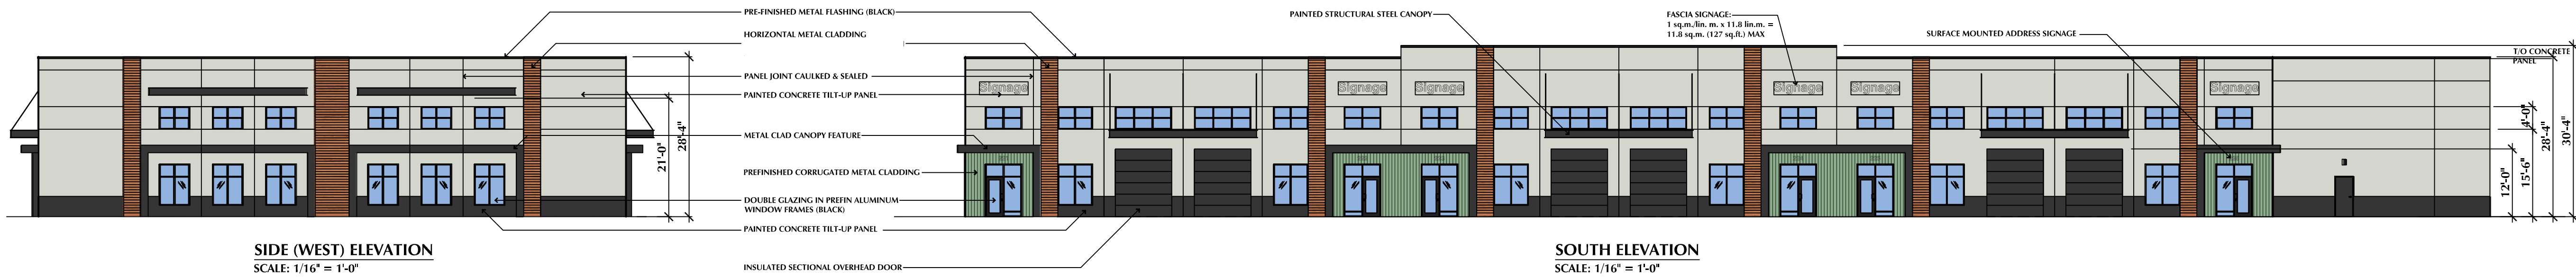 PRE-FINISHED METAL FLASHING (BLACK)
HORIZONTAL METAL CLADDING
PANEL JOINT CAULKED & SEALED
PAINTED CONCRETE TILT-UP PANEL
METAL CLAD CANOPY FEATURE
PREFINISHED CORRUGATED METAL CLADDING
DOUBLE GLAZING IN PREFIN ALUMINUM
WINDOW FRAMES (BLACK)
PAINTED CONCRETE TILT-UP PANEL
INSULATED SECTIONAL OVERHEAD DOOR
21'-0"
28'-4"
SIDE (WEST) ELEVATION
SCALE: 1/16" = 1'-0"
PAINTED STRUCTURAL STEEL CANOPY
FASCIA SIGNAGE:
1 sq.m./lin. m. x 11.8 lin.m. =
11.8 sq.m. (127 sq.ft.) MAX
SURFACE MOUNTED ADDRESS SIGNAGE
T/O CONCRETE
PANEL
Signage
Signage
Signage
Signage
Signage
Signage
12'-0"
15'-6"
4'-0"
28'-4"
30'-4"
SOUTH ELEVATION
SCALE: 1/16" = 1'-0"